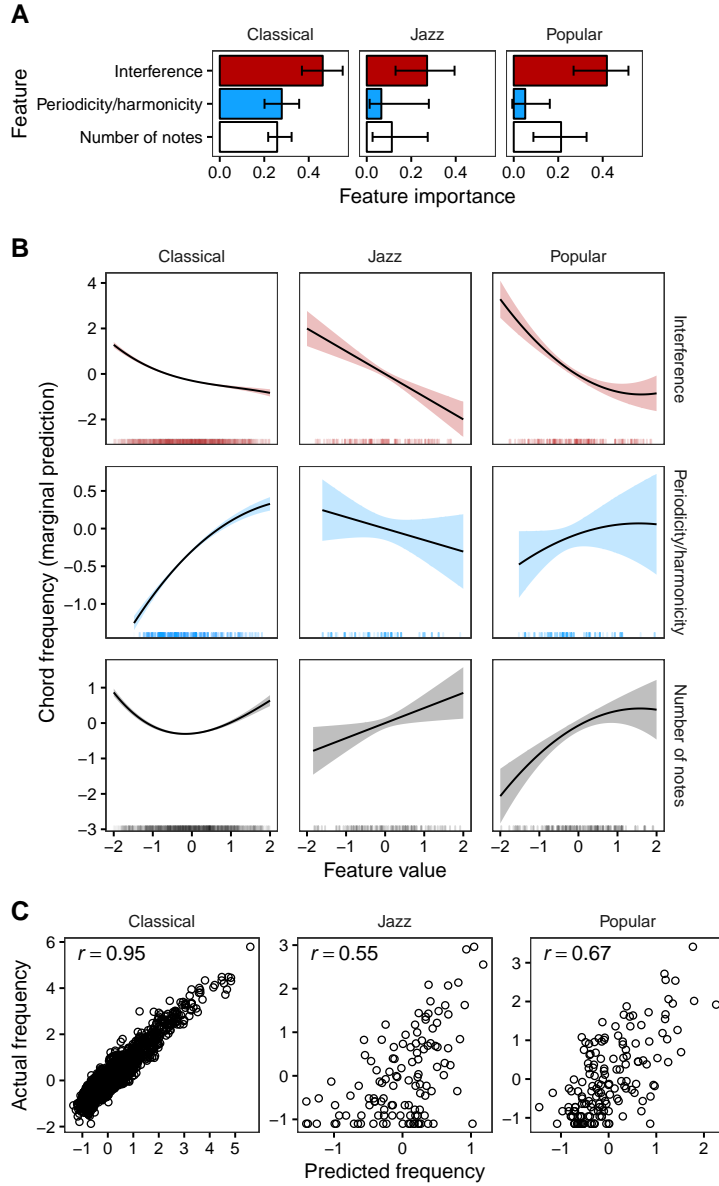 A
Classical Jazz Popular
Feature
Interference
Periodicity/harmonicity
Number of notes
0.0 0.2 0.4 0.0 0.2 0.4 0.0 0.2 0.4
Feature importance
B
Classical Jazz Popular
Chord frequency (marginal prediction)
4
2
0
−2
Interference
0.5
0.0
−0.5
−1.0
Periodicity/harmonicity
1
0
−1
−2
−3
Number of notes
−2 −1 0 1 2 −2 −1 0 1 2 −2 −1 0 1 2
Feature value
C
Classical Jazz Popular
Actual frequency
r = 0.95
6
4
2
0
−2
−1 0 1 2 3 4 5
r = 0.55
3
2
1
0
−1
−1 0 1
r = 0.67
3
2
1
0
−1
−1 0 1 2
Predicted frequency